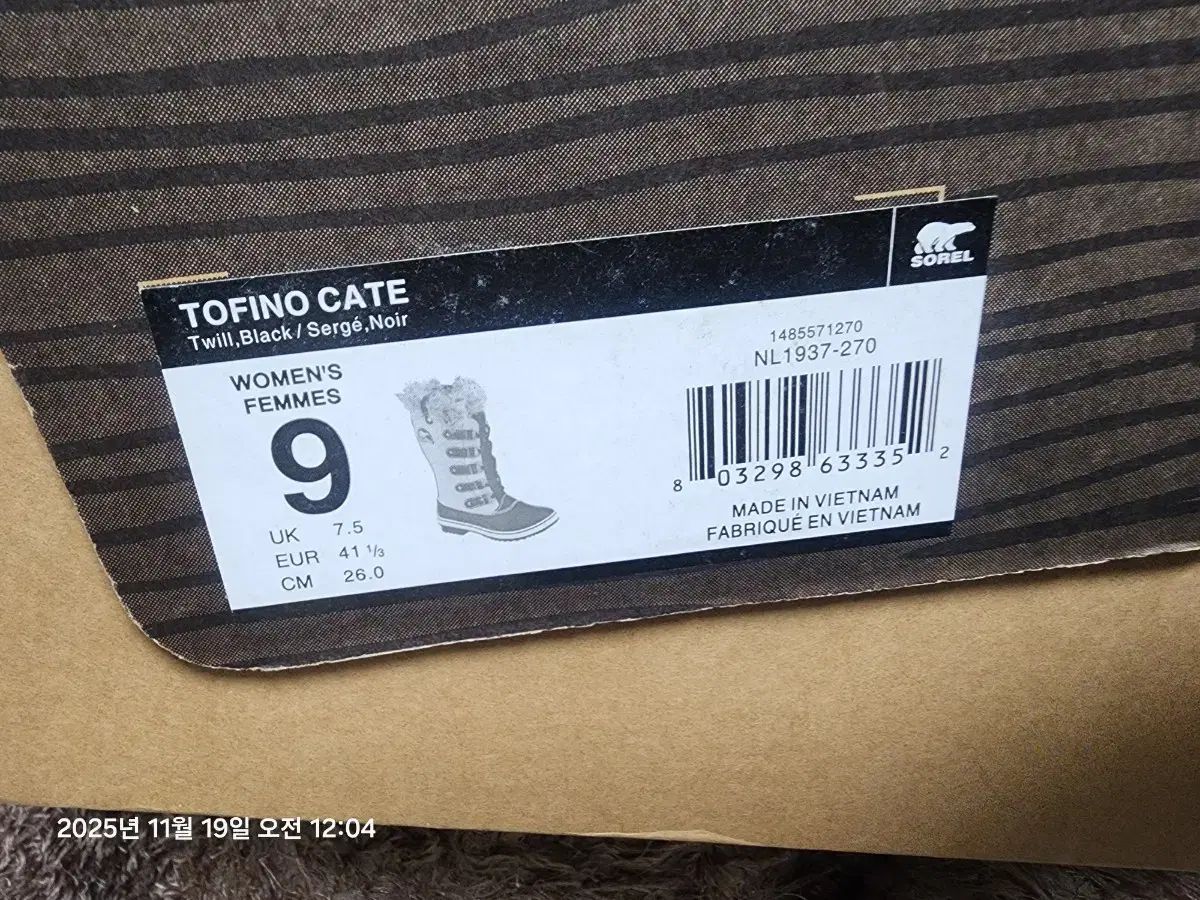 TOFINO CATE
Twill,Black / Sergé,Noir
SOREL
WOMEN'S
FEMMES
9
UK 7.5
EUR 41 ⅓
CM 26.0
1485571270
NL1937-270
8 03298 63335 2
MADE IN VIETNAM
FABRIQUÉ EN VIETNAM
2025년 11월 19일 오전 12:04